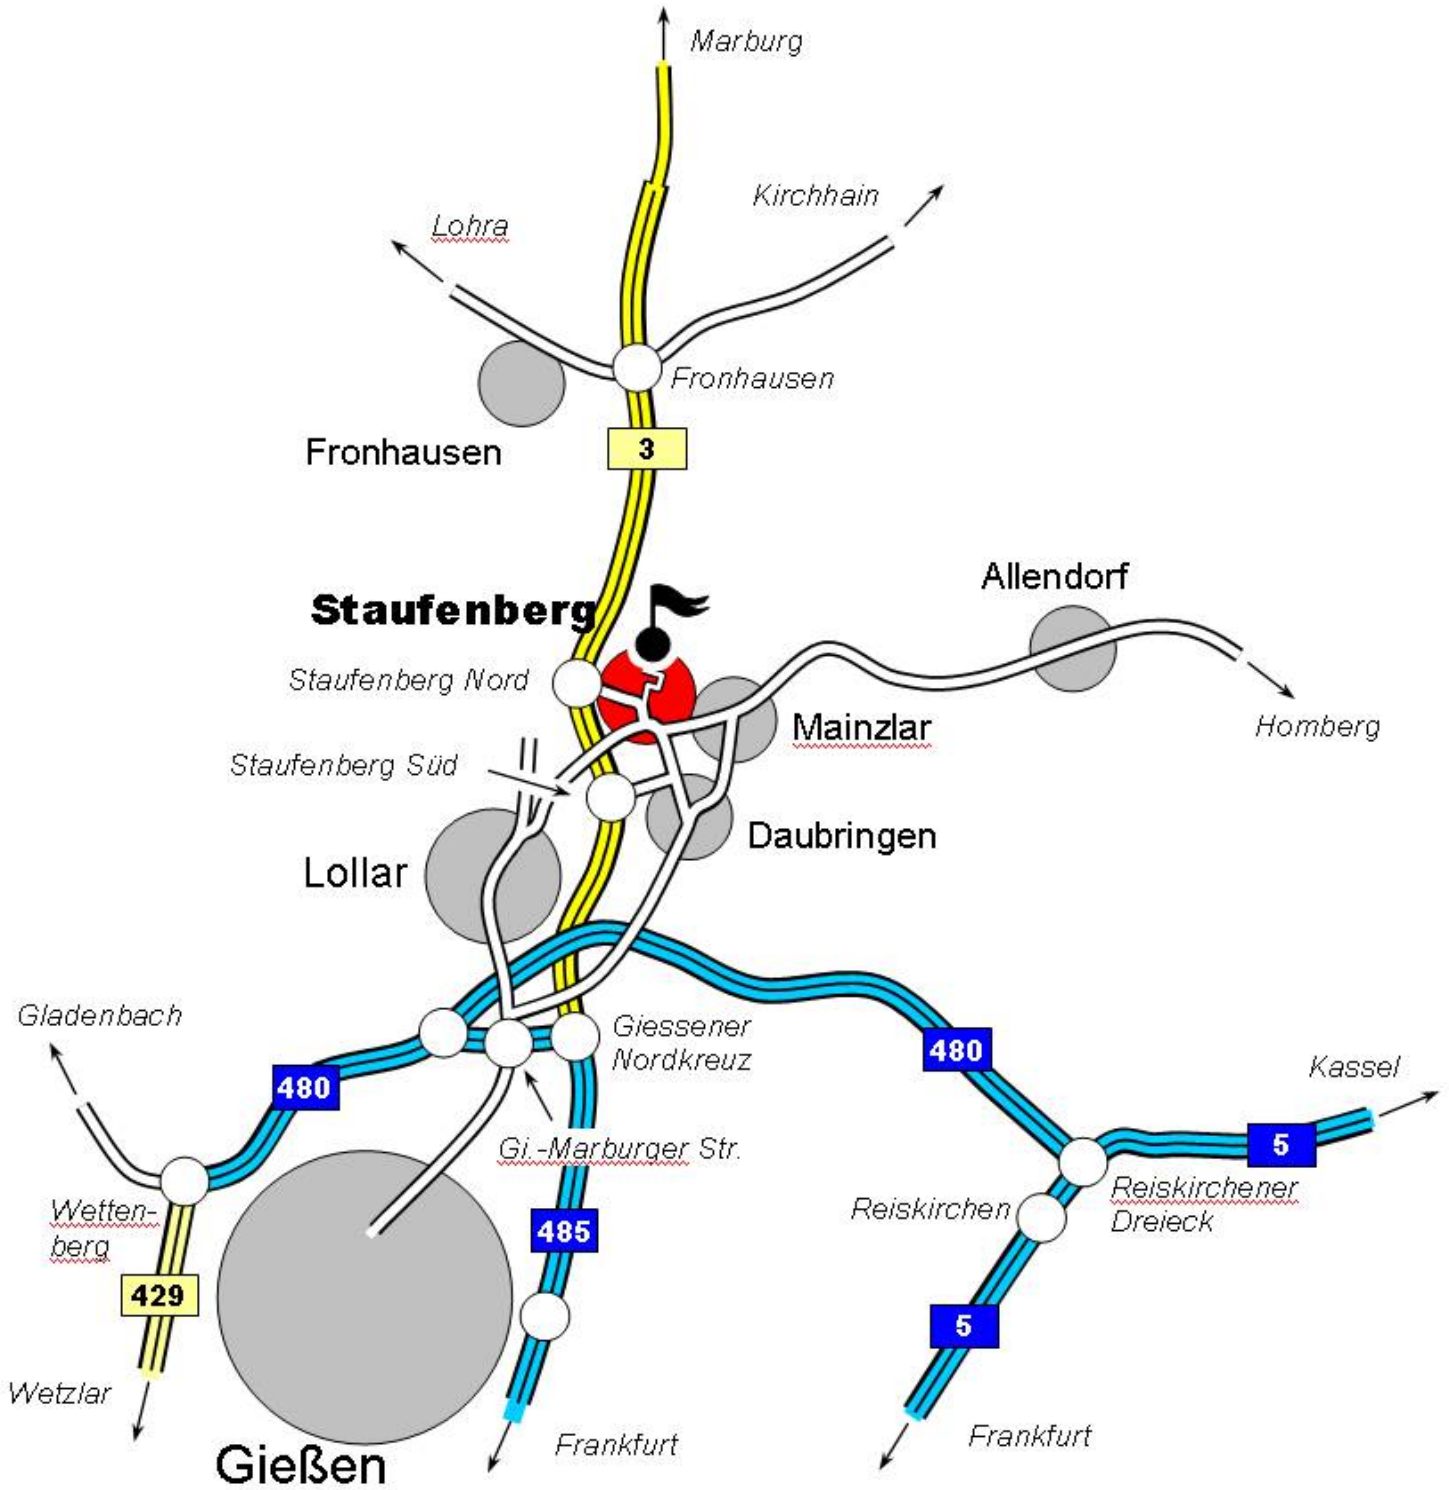 Marburg
Kirchhain
Lohra
Fronhausen
Fronhausen
3
Allendorf
Staufenberg
Staufenberg Nord
Homberg
Mainzlar
Staufenberg Süd
Daubringen
Lollar
Gladenbach
Giessener
Nordkreuz
480
480
Kassel
5
Gi.-Marburger Str.
Reiskirchener
Dreieck
Reiskirchen
Wetten-
berg
485
429
5
Wetzlar
Frankfurt
Frankfurt
Gießen